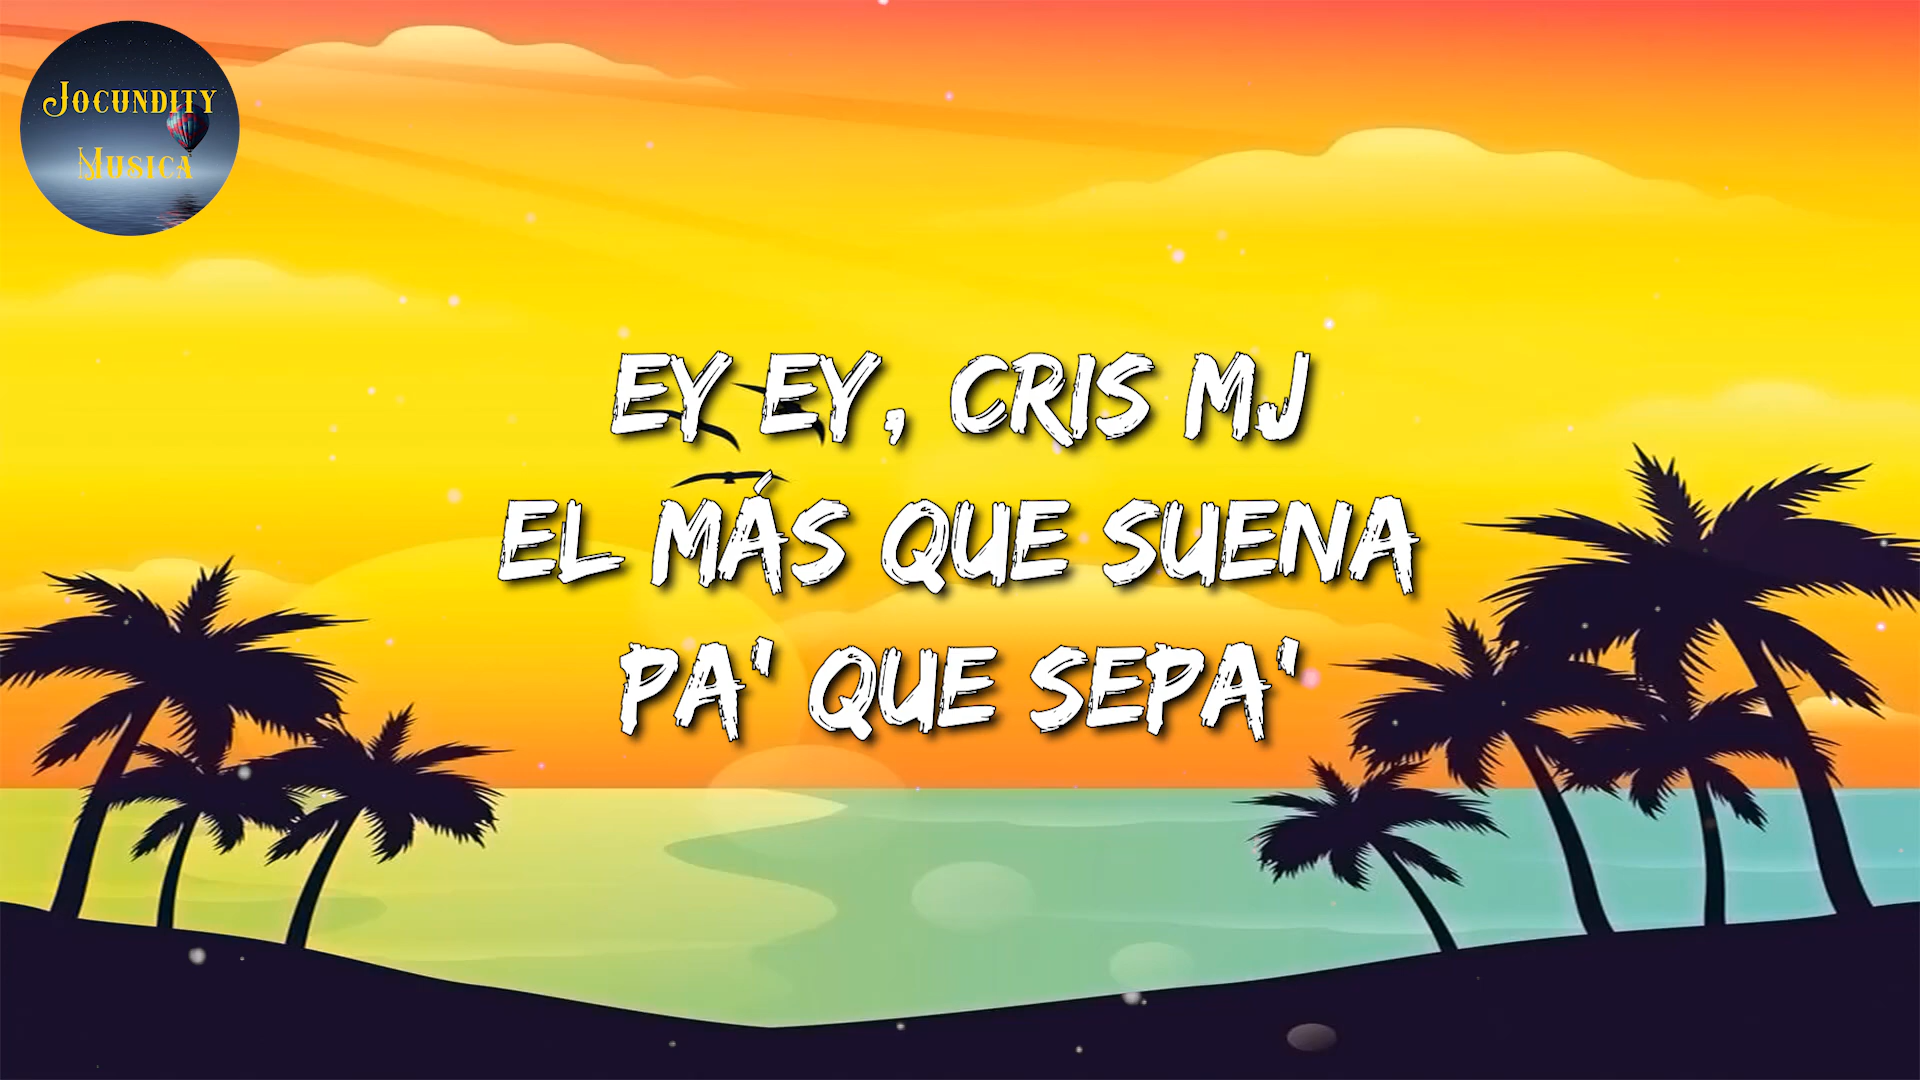 Jocundity
Musica
EY EY, CRIS MJ
EL MÁS QUE SUENA
PA' QUE SEPA'